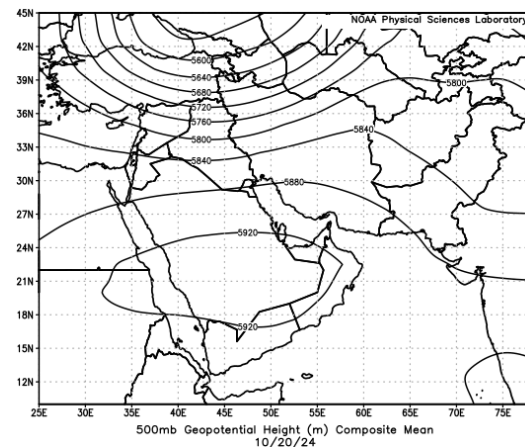 NOAA Physical Sciences Laboratory
45N
42N
39N
36N
33N
30N
27N
24N
21N
18N
15N
12N
5600
5640
5680
5720
5760
5800
5840
5800
5840
5880
5920
5920
25E 30E 35E 40E 45E 50E 55E 60E 65E 70E 75E
500mb Geopotential Height (m) Composite Mean
10/20/24